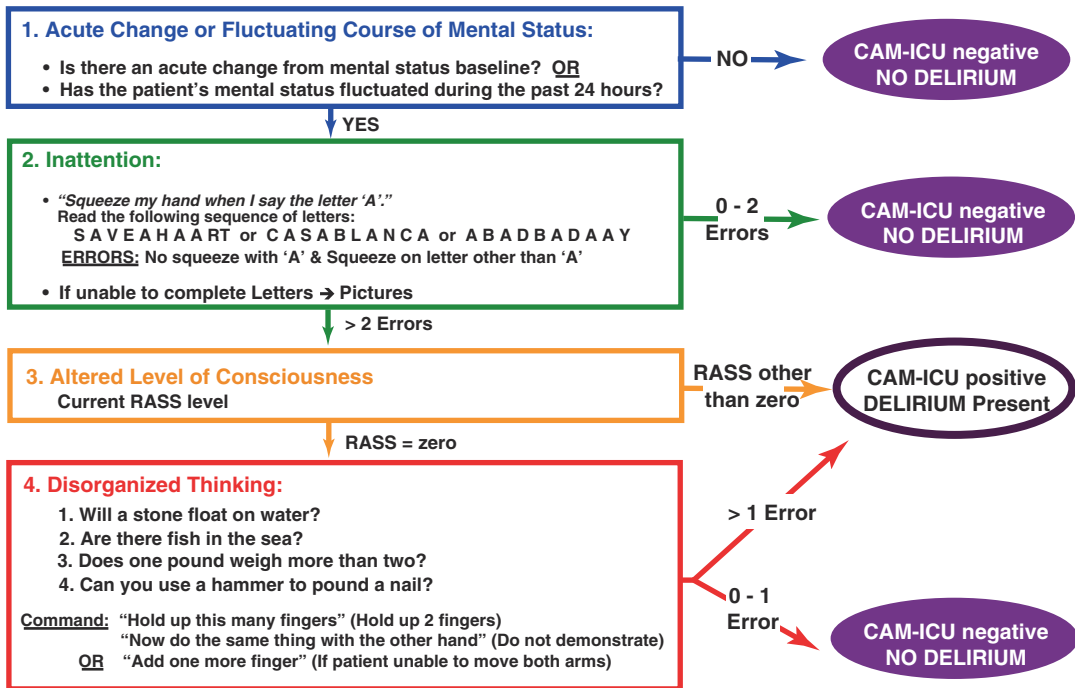 1. Acute Change or Fluctuating Course of Mental Status:
• Is there an acute change from mental status baseline? OR
• Has the patient's mental status fluctuated during the past 24 hours?
NO
CAM-ICU negative
NO DELIRIUM
YES
2. Inattention:
• “Squeeze my hand when I say the letter ‘A’.”
Read the following sequence of letters:
S A V E A H A A R T or C A S A B L A N C A or A B A D B A D A A Y
ERRORS: No squeeze with ‘A’ & Squeeze on letter other than ‘A’
• If unable to complete Letters ➔ Pictures
0 - 2
Errors
CAM-ICU negative
NO DELIRIUM
> 2 Errors
3. Altered Level of Consciousness
Current RASS level
RASS other
than zero
CAM-ICU positive
DELIRIUM Present
RASS = zero
4. Disorganized Thinking:
1. Will a stone float on water?
2. Are there fish in the sea?
3. Does one pound weigh more than two?
4. Can you use a hammer to pound a nail?
Command: “Hold up this many fingers” (Hold up 2 fingers)
“Now do the same thing with the other hand” (Do not demonstrate)
OR “Add one more finger” (If patient unable to move both arms)
> 1 Error
0 - 1
Error
CAM-ICU negative
NO DELIRIUM